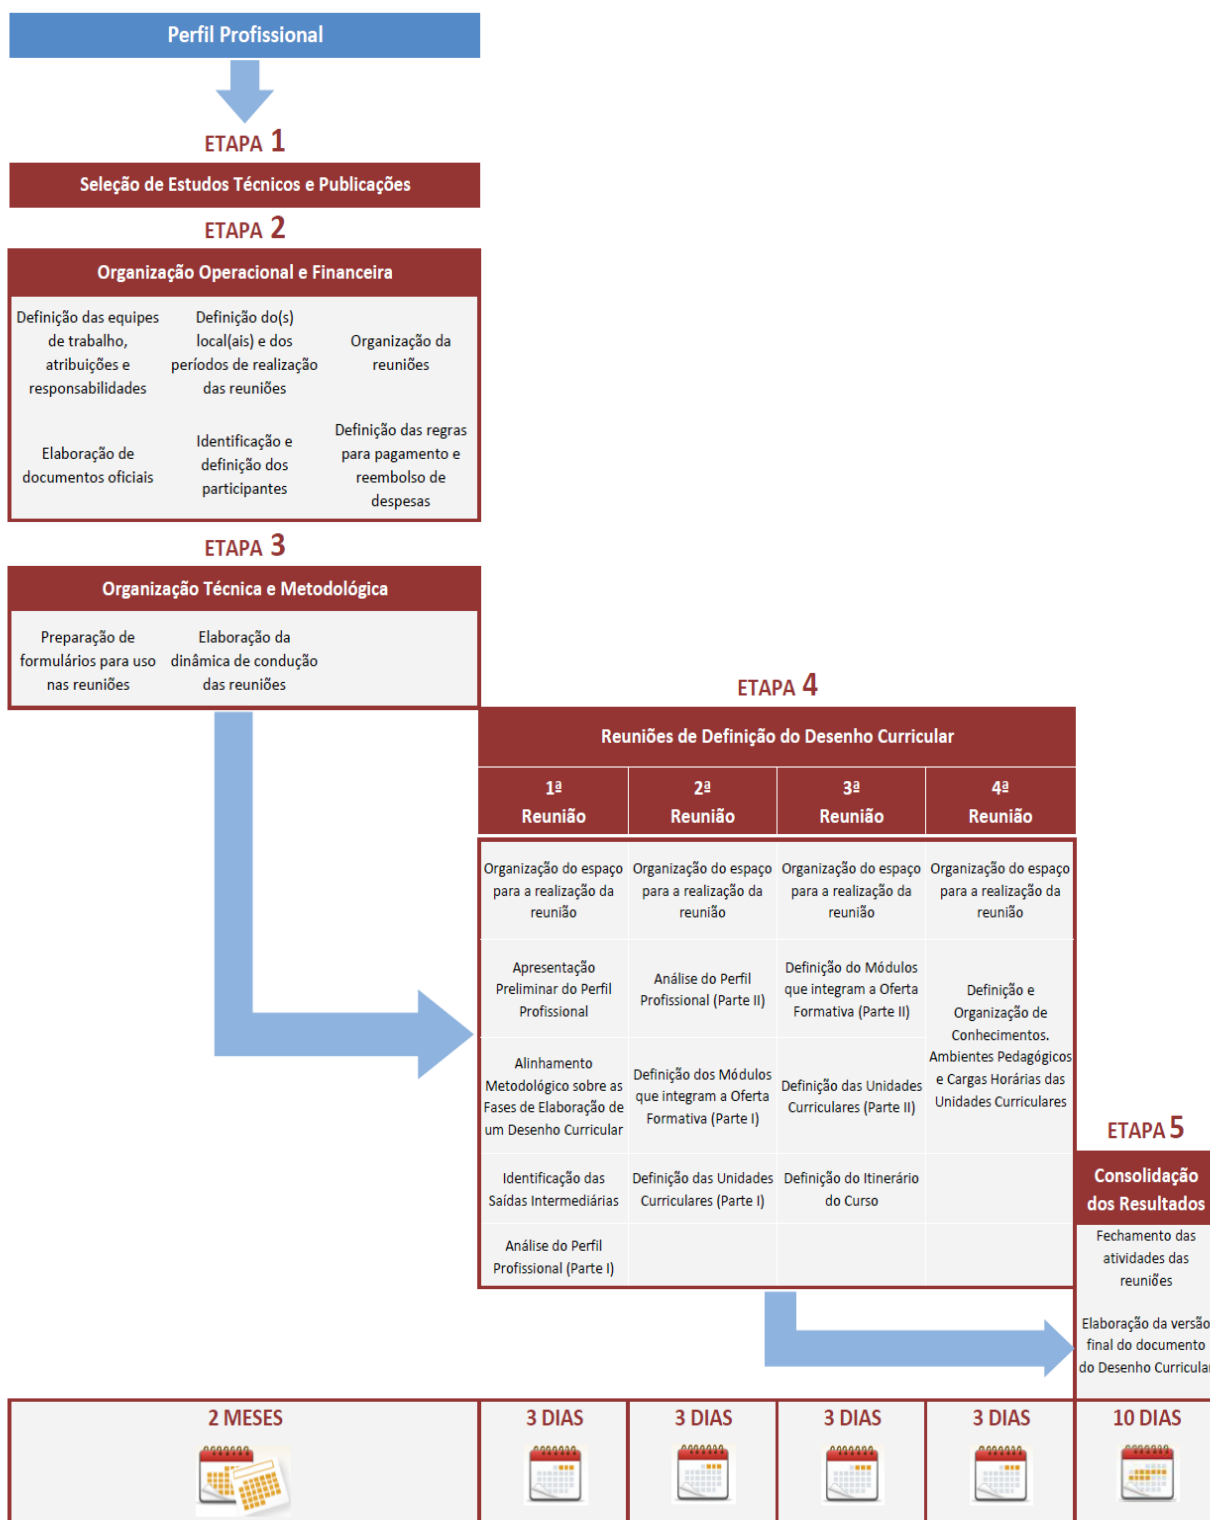 Perfil Profissional
ETAPA 1
Seleção de Estudos Técnicos e Publicações
ETAPA 2
Organização Operacional e Financeira
Definição das equipes
de trabalho,
atribuições e
responsabilidades
Definição do(s)
local(ais) e dos
períodos de realização
das reuniões
Organização da
reuniões
Elaboração de
documentos oficiais
Identificação e
definição dos
participantes
Definição das regras
para pagamento e
reembolso de
despesas
ETAPA 3
Organização Técnica e Metodológica
Preparação de
formulários para uso
nas reuniões
Elaboração da
dinâmica de condução
das reuniões
ETAPA 4
Reuniões de Definição do Desenho Curricular
1ª
Reunião
2ª
Reunião
3ª
Reunião
4ª
Reunião
Organização do espaço
para a realização da
reunião
Organização do espaço
para a realização da
reunião
Organização do espaço
para a realização da
reunião
Organização do espaço
para a realização da
reunião
Apresentação
Preliminar do Perfil
Profissional
Análise do Perfil
Profissional (Parte II)
Definição do Módulos
que integram a Oferta
Formativa (Parte II)
Definição e
Organização de
Conhecimentos.
Ambientes Pedagógicos
e Cargas Horárias das
Unidades Curriculares
Alinhamento
Metodológico sobre as
Fases de Elaboração de
um Desenho Curricular
Definição dos Módulos
que integram a Oferta
Formativa (Parte I)
Definição das Unidades
Curriculares (Parte II)
Identificação das
Saídas Intermediárias
Definição das Unidades
Curriculares (Parte I)
Definição do Itinerário
do Curso
Análise do Perfil
Profissional (Parte I)
ETAPA 5
Consolidação
dos Resultados
Fechamento das
atividades das
reuniões
Elaboração da versão
final do documento
do Desenho Curricular
2 MESES
3 DIAS
3 DIAS
3 DIAS
3 DIAS
10 DIAS